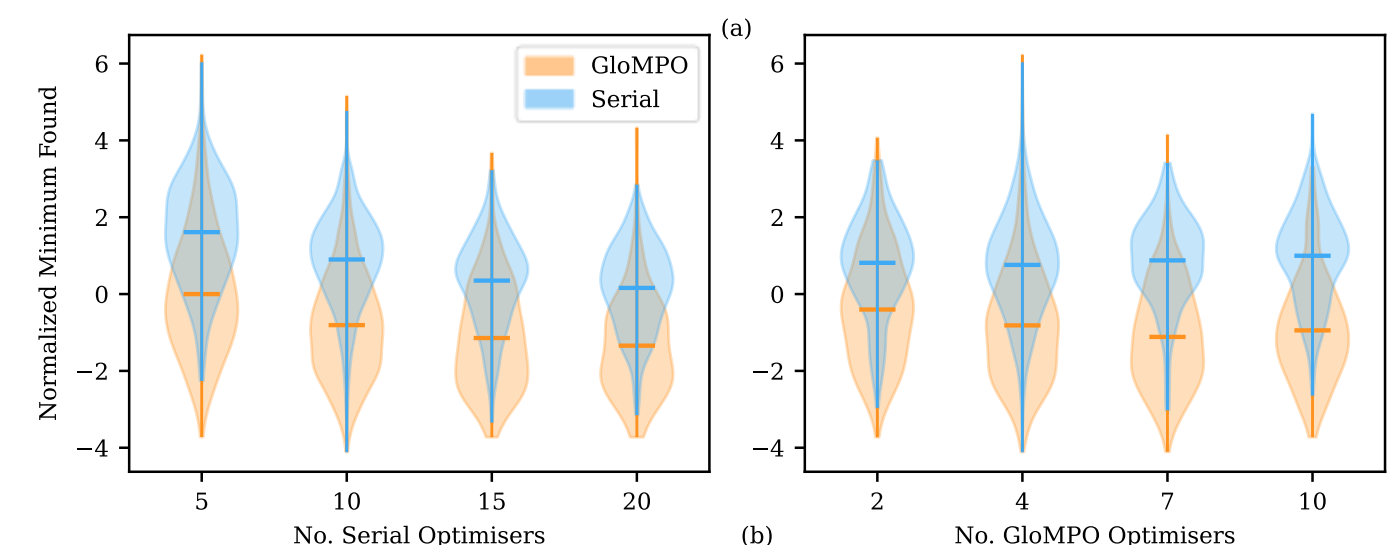 (a)
GloMPO
Serial
Normalized Minimum Found
6
4
2
0
−2
−4
5
10
15
20
No. Serial Optimisers
6
4
2
0
−2
−4
2
4
7
10
No. GloMPO Optimisers
(b)